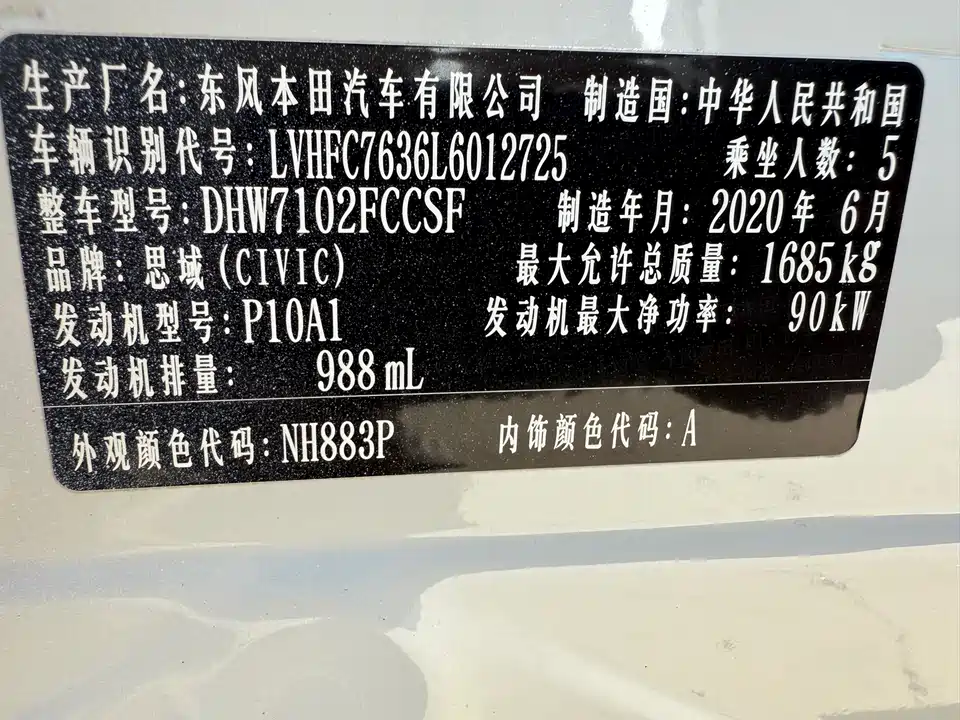 生产厂名:东风本田汽车有限公司 制造国:中华人民共和国
车辆识别代号:LVHFC7636L6012725 乘坐人数:5
整车型号:DHW7102FCCSF 制造年月:2020年6月
品牌:思域(CIVIC) 最大允许总质量:1685kg
发动机型号:P10A1 发动机最大净功率:90kW
发动机排量:988mL
外观颜色代码:NH883P 内饰颜色代码:A